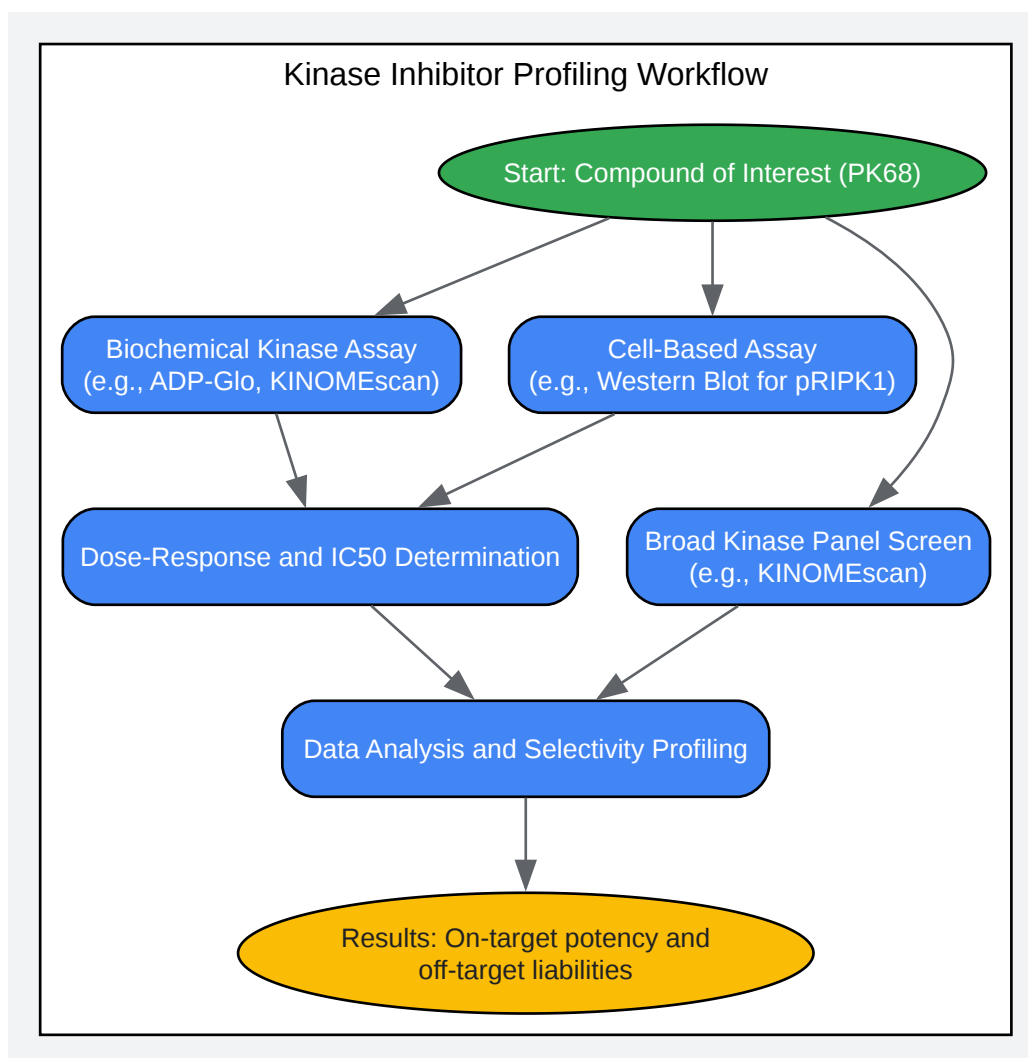 Kinase Inhibitor Profiling Workflow
Start: Compound of Interest (PK68)
Biochemical Kinase Assay
(e.g., ADP-Glo, KINOMEscan)
Cell-Based Assay
(e.g., Western Blot for pRIPK1)
Dose-Response and IC50 Determination
Broad Kinase Panel Screen
(e.g., KINOMEscan)
Data Analysis and Selectivity Profiling
Results: On-target potency and
off-target liabilities